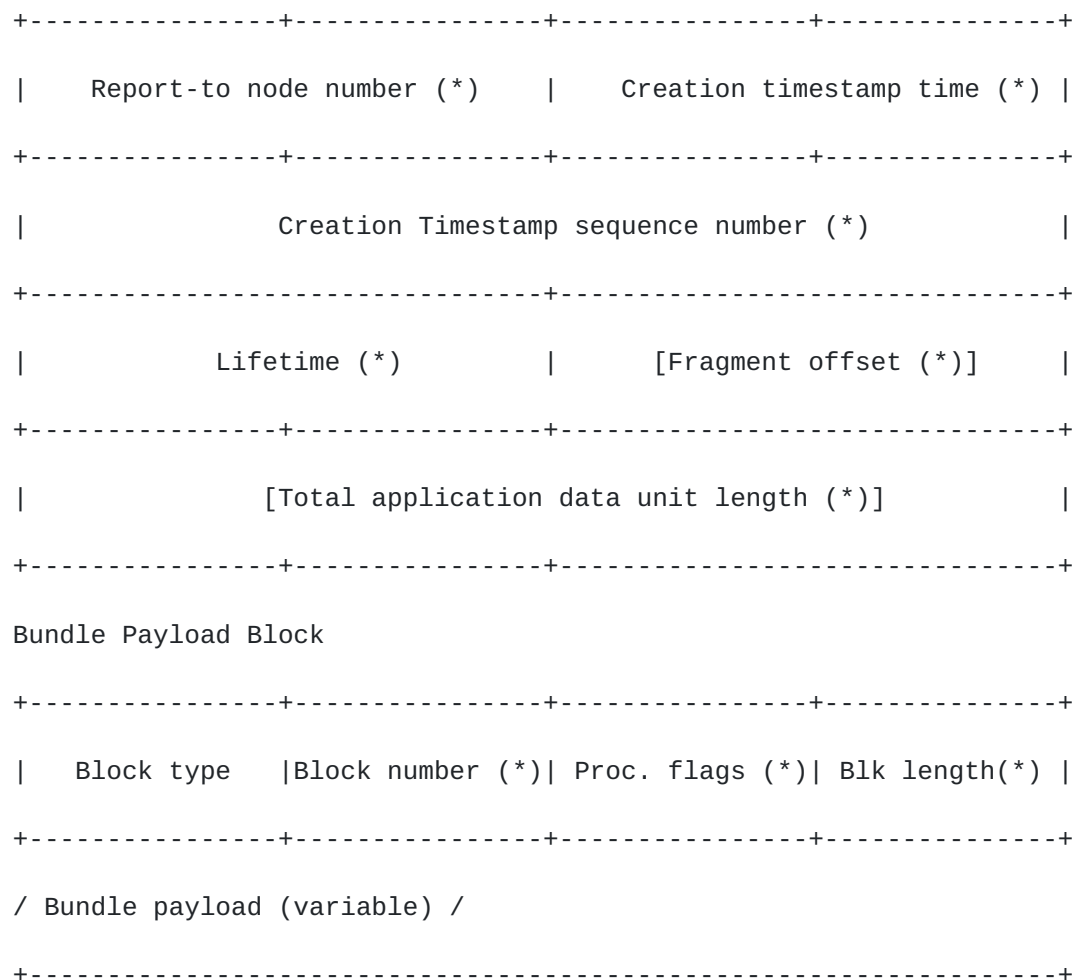 +----------------+----------------+----------------+---------------+
|    Report-to node number (*)    |    Creation timestamp time (*) |
+----------------+----------------+----------------+---------------+
|                Creation Timestamp sequence number (*)            |
+---------------------------------+--------------------------------+
|            Lifetime (*)         |      [Fragment offset (*)]     |
+----------------+----------------+--------------------------------+
|               [Total application data unit length (*)]           |
+----------------+----------------+--------------------------------+
Bundle Payload Block
+----------------+----------------+----------------+---------------+
|   Block type   |Block number (*)| Proc. flags (*)| Blk length(*) |
+----------------+----------------+----------------+---------------+
/ Bundle payload (variable) /
+------------------------------------------------------------------+